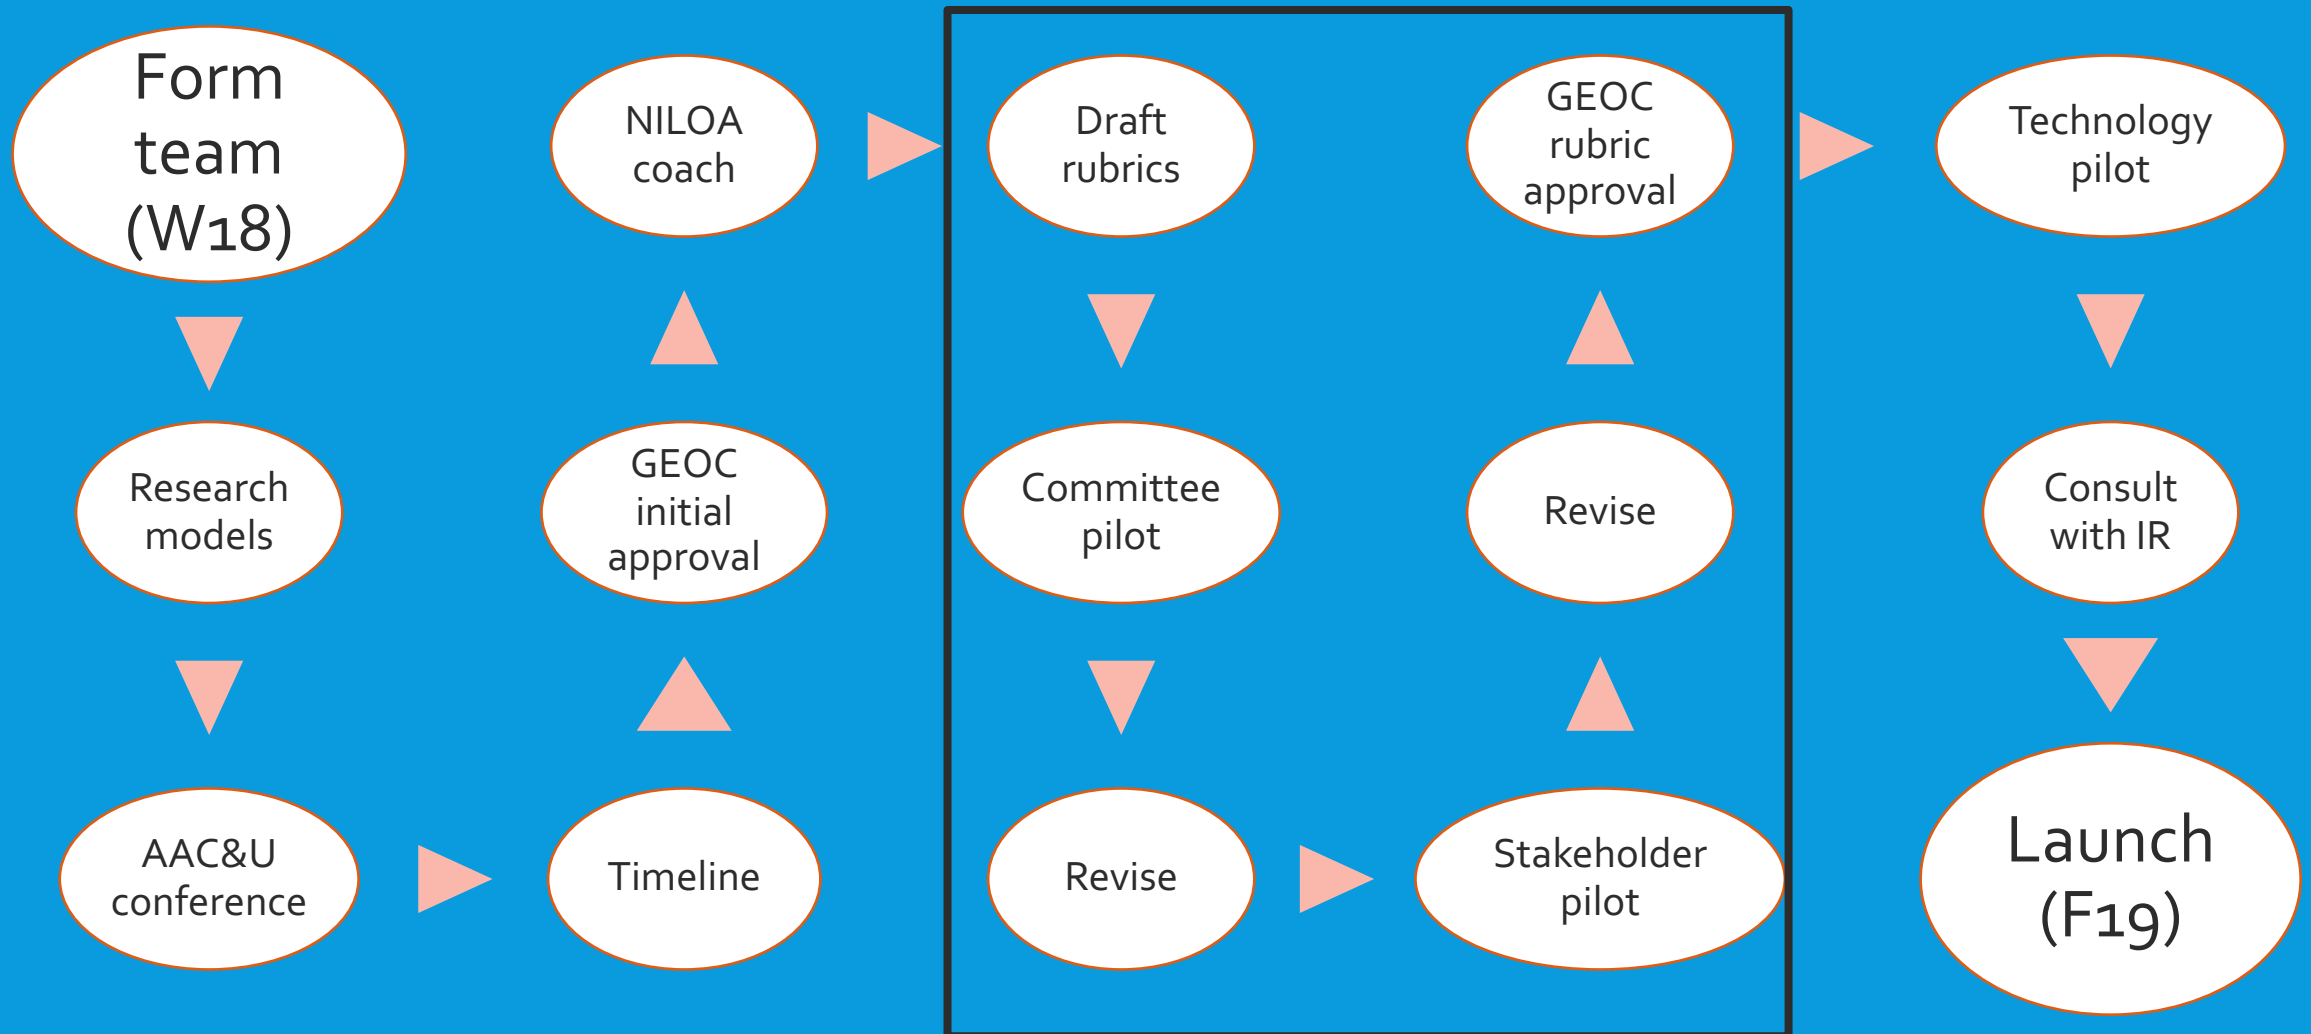 Form
team
(W18)
Research
models
AAC&U
conference
Timeline
GEOC
initial
approval
NILOA
coach
Draft
rubrics
Committee
pilot
Revise
Stakeholder
pilot
Revise
GEOC
rubric
approval
Technology
pilot
Consult
with IR
Launch
(F19)